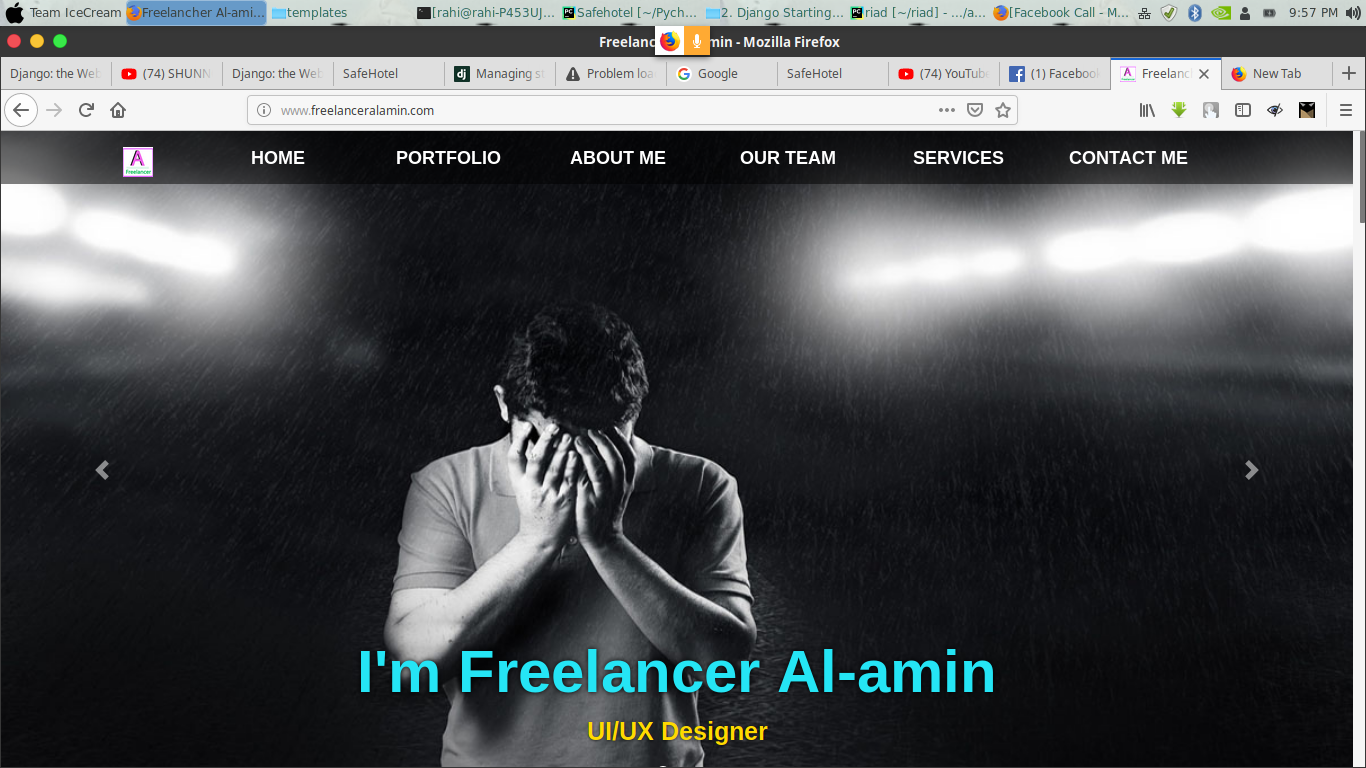 Team IceCream Freelancher Al-ami... templates [rahi@rahi-P453UJ... Safehotel [~/Pych... 2. Django Starting... riad [~/riad] - .../a... [Facebook Call - M... 9:57 PM
Freelanc min - Mozilla Firefox
Django: the Web (74) SHUNN Django: the Web SafeHotel Managing st Problem loa Google SafeHotel (74) YouTube (1) Facebook Freelanc New Tab
www.freelanceralamin.com
A
Freelancer
HOME PORTFOLIO ABOUT ME OUR TEAM SERVICES CONTACT ME
I'm Freelancer Al-amin
UI/UX Designer